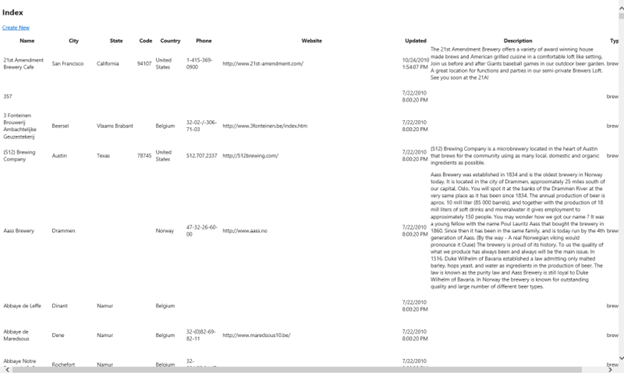 Index
Create New
Name City State Code Country Phone Website Updated Description Typ
21st Amendment Brewery Cafe San Francisco California 94107 United States 1-415-369-0900 http://www.21st-amendment.com/ 10/24/2010 1:54:07 PM
The 21st Amendment Brewery offers a variety of award winning house
made brews and American grilled cuisine in a comfortable loft like setting.
Join us before and after Giants baseball games in our outdoor beer garden.
A great location for functions and parties in our semi-private Brewers Loft.
See you soon at the 21A!
brew
357 7/22/2010 8:00:20 PM brew
3 Fonteinen Brouwerij Ambachtelijke Geuzestekerij Beersel Vlaams Brabant Belgium 32-02-/-306-71-03 http://www.3fonteinen.be/index.htm 7/22/2010 8:00:20 PM brew
(512) Brewing Company Austin Texas 78745 United States 512.707.2337 http://512brewing.com/ 7/22/2010 8:00:20 PM
(512) Brewing Company is a microbrewery located in the heart of Austin
that brews for the community using as many local, domestic and organic
ingredients as possible.
brew
Aass Brewery Drammen Norway 47-32-26-60-00 http://www.aass.no 7/22/2010 8:00:20 PM
Aass Brewery was established in 1834 and is the oldest brewery in Norway
today. It is located in the city of Drammen, approximately 25 miles south of
our capital, Oslo. You will spot it at the banks of the Drammen River at the
very same place as it has been since 1834. The annual production of beer is
aprox. 10 mill liter (85 000 barrels), and together with the production of 18
mill liters of soft drinks and mineralwater it gives employment to
approximately 150 people. You may wonder how we got our name ? It was
a young fellow with the name Poul Lauritz Aass that bought the brewery in
1860. Since then it has been in the same family, and is today run by the 4th
generation of Aass. (By the way - A real Norwegian viking would
pronounce it Ouse) The brewery is proud of its history. To us the quality of
what we produce has always been and always will be the main issue. In
1516, Duke Wilhelm of Bavaria established a law admitting only malted
barley, hops, yeast, and water as ingredients in the production of beer. The
law is known as the purity law and Aass Brewery is still loyal to Duke
Wilhelm of Bavaria. In Norway the brewery is known for outstanding
quality and large number of different beer types.
brew
Abbaye de Leffe Dinant Namur Belgium 7/22/2010 8:00:20 PM brew
Abbaye de Maredsous Dene Namur Belgium 32-(0)82-69-82-11 http://www.maredsous10.be/ 7/22/2010 8:00:20 PM brew
Abbaye Notre Rochefort Namur Belgium 32- 7/22/2010 brew